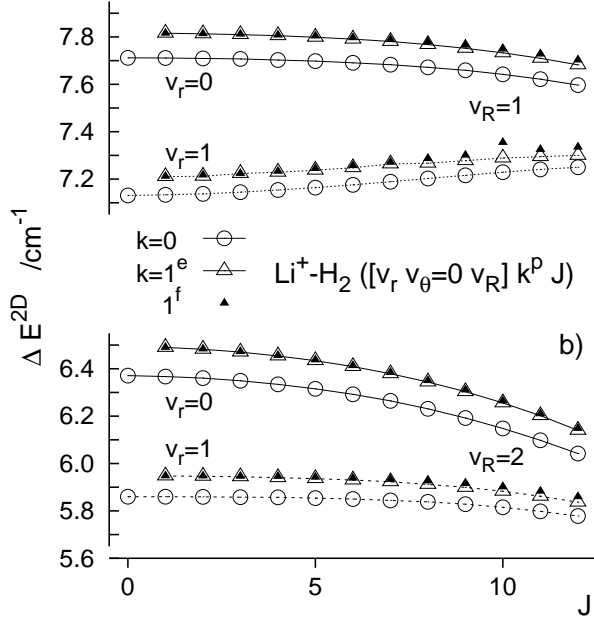 7.8
7.6
7.4
7.2
v_r=0
v_R=1
v_r=1
k=0
k=1^e
1^f
Li^+-H_2 ([v_r v_θ=0 v_R] k^p J)
Δ E^2D /cm^-1
b)
6.4
6.2
6.0
5.8
5.6
v_r=0
v_r=1
v_R=2
0 5 10
J